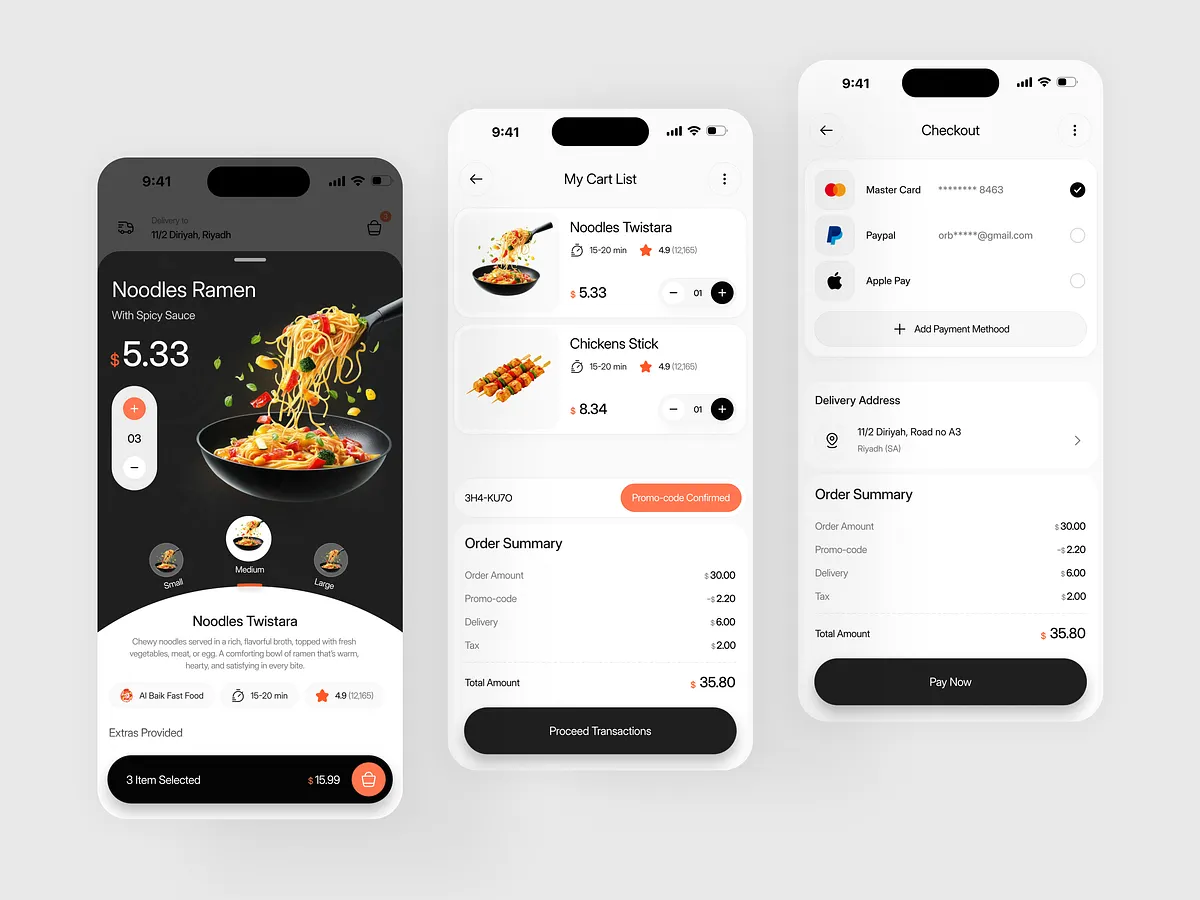 9:41
Delivery to
11/2 Diriyah, Riyadh
3
Noodles Ramen
With Spicy Sauce
$5.33
+
03
−
Small
Medium
Large
Noodles Twistara
Chewy noodles served in a rich, flavorful broth, topped with fresh
vegetables, meat, or egg. A comforting bowl of ramen that's warm,
hearty, and satisfying in every bite.
Al Baik Fast Food
15-20 min
4.9 (12,165)
Extras Provided
3 Item Selected
$15.99
9:41
My Cart List
Noodles Twistara
15-20 min
4.9 (12,165)
$ 5.33
− 01 +
Chickens Stick
15-20 min
4.9 (12,165)
$ 8.34
− 01 +
3H4-KU7O
Promo-code Confirmed
Order Summary
Order Amount $30.00
Promo-code -$2.20
Delivery $6.00
Tax $2.00
Total Amount $ 35.80
Proceed Transactions
9:41
Checkout
Master Card ******** 8463
Paypal orb*****@gmail.com
Apple Pay
+ Add Payment Methood
Delivery Address
11/2 Diriyah, Road no A3
Riyadh (SA)
Order Summary
Order Amount $30.00
Promo-code -$2.20
Delivery $6.00
Tax $2.00
Total Amount $ 35.80
Pay Now